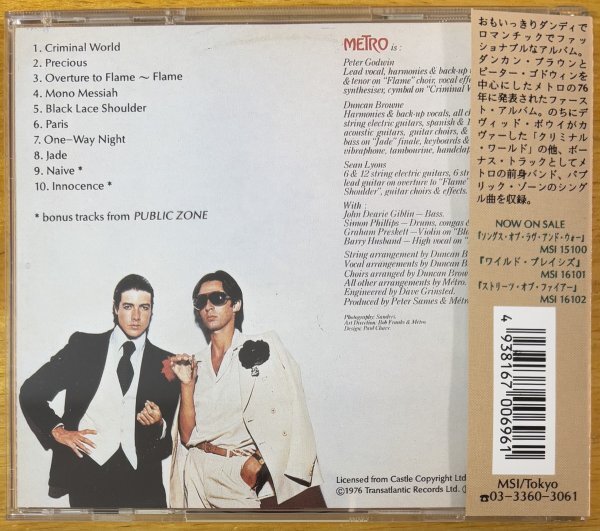 1. Criminal World
2. Precious
3. Overture to Flame ～ Flame
4. Mono Messiah
5. Black Lace Shoulder
6. Paris
7. One-Way Night
8. Jade
9. Naive *
10. Innocence *
* bonus tracks from PUBLIC ZONE
METRO is :
Peter Godwin
Lead vocal, harmonies & back-up
& tenor on "Flame" choir, vocal
synthesiser, cymbal on "Criminal W
Duncan Browne
Harmonies & back-up vocals, all
string electric guitars, spanish &
acoustic guitars, guitar choirs, &
bass on "Jade" finale, keyboards &
vibraphone, tambourine, handclap
Sean Lyons
6 & 12 string electric guitars, 6
lead guitar on overture to "Flame"
Shoulder", guitar choirs & effects
With :
John Dearie Giblin – Bass.
Simon Phillips – Drums, congas &
Graham Preskett – Violin on "Bl
Barry Husband – High vocal on "
String arrangement by Duncan B
Vocal arrangements by Duncan B
Choirs arranged by Duncan Brow
All other arrangements by Metro.
Engineered by Dave Grinsted.
Produced by Peter Sames & Metro
Photography: Sanders.
Art Direction: Bob Franks & Metro
Design: Paul Chave.
Licensed from Castle Copyright Ltd
Ⓟ1976 Transatlantic Records Ltd.
おもいっきりダンディで
ロマンチックでファッ
ショナブルなアルバム。
ダンカン・ブラウンと
ピーター・ゴドウィンを
中心にしたメトロの76
年に発表されたファース
ト・アルバム。のちにデ
ヴィッド・ボウイがカ
ヴァーした「クリミナル
・ワールド」の他、ボー
ナス・トラックとしてメ
トロの前身バンド、パブ
リック・ゾーンのシング
ル曲を収録。
NOW ON SALE
『ソングス・オブ・ラヴ・アンド・ウォー』
MSI 15100
『ワイルド・プレイシズ』
MSI 16101
『ストリーツ・オブ・ファイアー』
MSI 16102
4 938167 006961
MSI/Tokyo
☎03-3360-3061